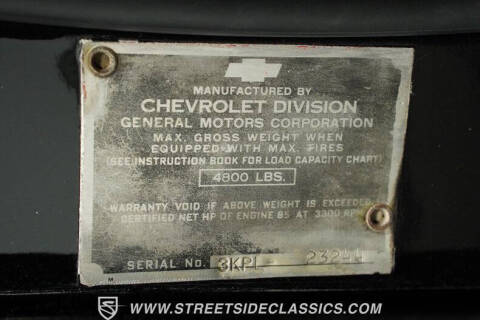 MANUFACTURED BY
CHEVROLET DIVISION
GENERAL MOTORS CORPORATION
MAX. GROSS WEIGHT WHEN
EQUIPPED WITH MAX. TIRES
(SEE INSTRUCTION BOOK FOR LOAD CAPACITY CHART)
4800 LBS.
WARRANTY VOID IF ABOVE WEIGHT IS EXCEEDED
CERTIFIED NET HP OF ENGINE 85 AT 3300
SERIAL No. 3KPL 23244
M
WWW.STREETSIDECLASSICS.COM